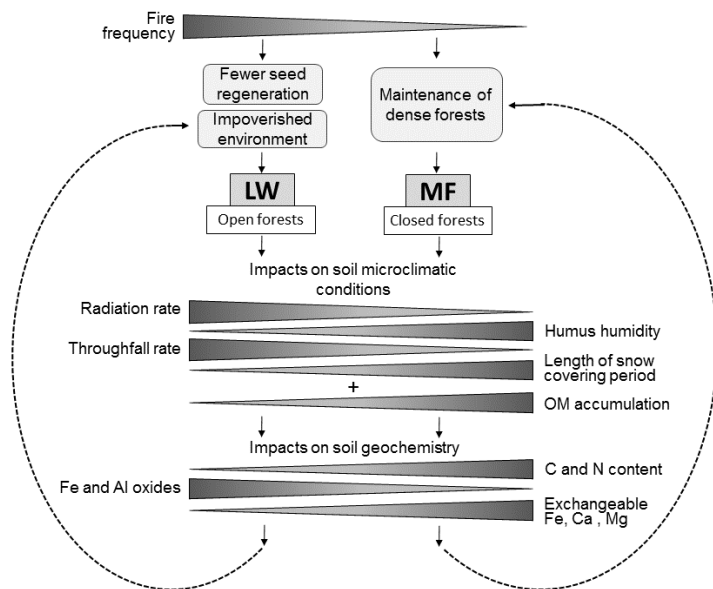 Fire
frequency
Fewer seed
regeneration
Impoverished
environment
Maintenance of
dense forests
LW
Open forests
MF
Closed forests
Impacts on soil microclimatic
conditions
Radiation rate
Humus humidity
Throughfall rate
Length of snow
covering period
+
OM accumulation
Impacts on soil geochemistry
C and N content
Fe and Al oxides
Exchangeable
Fe, Ca , Mg